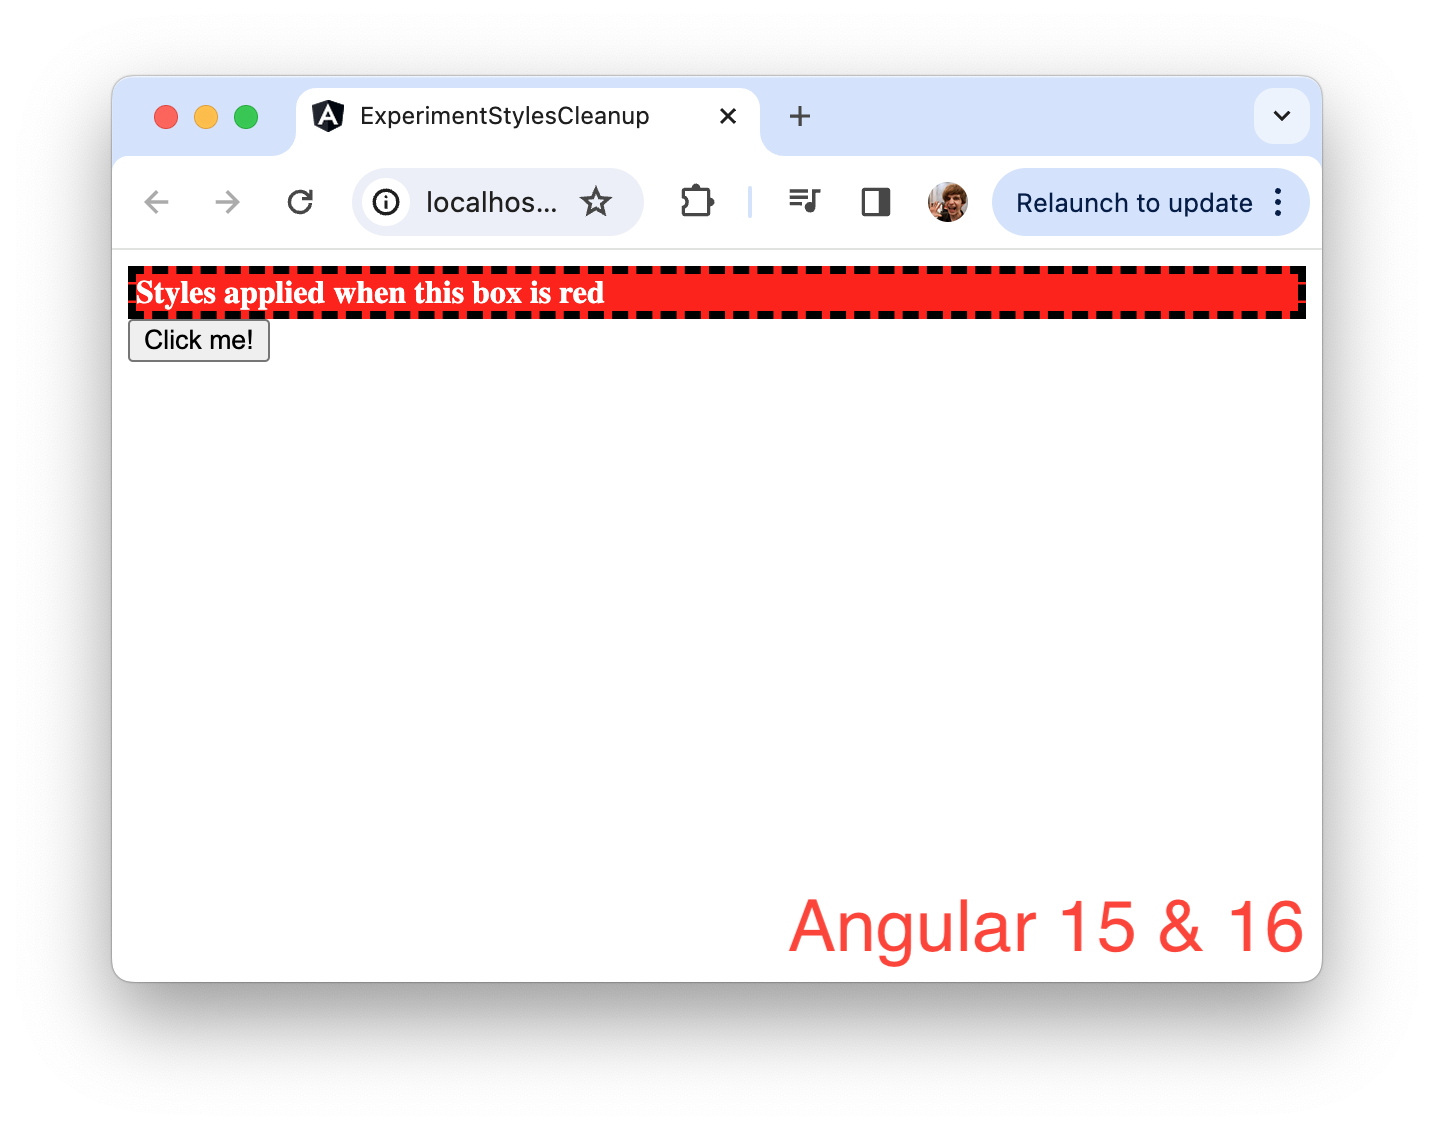 ExperimentStylesCleanup
localhos...
Relaunch to update
Styles applied when this box is red
Click me!
Angular 15 & 16